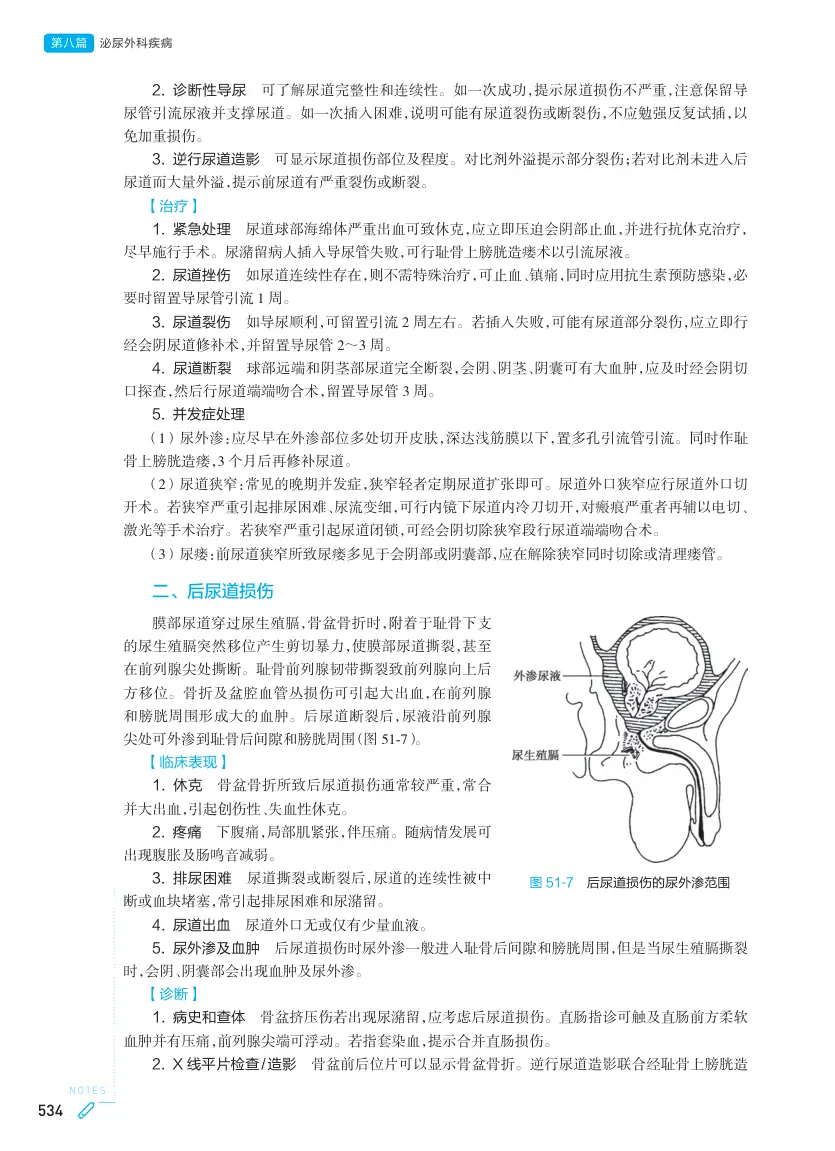 第八篇 泌尿外科疾病
2. 诊断性导尿 可了解尿道完整性和连续性。如一次成功,提示尿道损伤不严重,注意保留导
尿管引流尿液并支撑尿道。如一次插入困难,说明可能有尿道裂伤或断裂伤,不应勉强反复试插,以
免加重损伤。
3. 逆行尿道造影 可显示尿道损伤部位及程度。对比剂外溢提示部分裂伤;若对比剂未进入后
尿道而大量外溢,提示前尿道有严重裂伤或断裂。
【治疗】
1. 紧急处理 尿道球部海绵体严重出血可致休克,应立即压迫会阴部止血,并进行抗休克治疗,
尽早施行手术。尿潴留病人插入导尿管失败,可行耻骨上膀胱造瘘术以引流尿液。
2. 尿道挫伤 如尿道连续性存在,则不需特殊治疗,可止血、镇痛,同时应用抗生素预防感染,必
要时留置导尿管引流 1 周。
3. 尿道裂伤 如导尿顺利,可留置引流 2 周左右。若插入失败,可能有尿道部分裂伤,应立即行
经会阴尿道修补术,并留置导尿管 2～3 周。
4. 尿道断裂 球部远端和阴茎部尿道完全断裂,会阴、阴茎、阴囊可有大血肿,应及时经会阴切
口探查,然后行尿道端端吻合术,留置导尿管 3 周。
5. 并发症处理
（1）尿外渗:应尽早在外渗部位多处切开皮肤,深达浅筋膜以下,置多孔引流管引流。同时作耻
骨上膀胱造瘘,3 个月后再修补尿道。
（2）尿道狭窄:常见的晚期并发症,狭窄轻者定期尿道扩张即可。尿道外口狭窄应行尿道外口切
开术。若狭窄严重引起排尿困难、尿流变细,可行内镜下尿道内冷刀切开,对瘢痕严重者再辅以电切、
激光等手术治疗。若狭窄严重引起尿道闭锁,可经会阴切除狭窄段行尿道端端吻合术。
（3）尿瘘:前尿道狭窄所致尿瘘多见于会阴部或阴囊部,应在解除狭窄同时切除或清理瘘管。
二、后尿道损伤
膜部尿道穿过尿生殖膈,骨盆骨折时,附着于耻骨下支
的尿生殖膈突然移位产生剪切暴力,使膜部尿道撕裂,甚至
在前列腺尖处撕断。耻骨前列腺韧带撕裂致前列腺向上后
方移位。骨折及盆腔血管丛损伤可引起大出血,在前列腺
和膀胱周围形成大的血肿。后尿道断裂后,尿液沿前列腺
尖处可外渗到耻骨后间隙和膀胱周围(图 51-7)。
【临床表现】
1. 休克 骨盆骨折所致后尿道损伤通常较严重,常合
并大出血,引起创伤性、失血性休克。
2. 疼痛 下腹痛,局部肌紧张,伴压痛。随病情发展可
出现腹胀及肠鸣音减弱。
3. 排尿困难 尿道撕裂或断裂后,尿道的连续性被中
断或血块堵塞,常引起排尿困难和尿潴留。
外渗尿液
尿生殖膈
图 51-7 后尿道损伤的尿外渗范围
4. 尿道出血 尿道外口无或仅有少量血液。
5. 尿外渗及血肿 后尿道损伤时尿外渗一般进入耻骨后间隙和膀胱周围,但是当尿生殖膈撕裂
时,会阴、阴囊部会出现血肿及尿外渗。
【诊断】
1. 病史和查体 骨盆挤压伤若出现尿潴留,应考虑后尿道损伤。直肠指诊可触及直肠前方柔软
血肿并有压痛,前列腺尖端可浮动。若指套染血,提示合并直肠损伤。
2. X 线平片检查/造影 骨盆前后位片可以显示骨盆骨折。逆行尿道造影联合经耻骨上膀胱造
NOTES
534